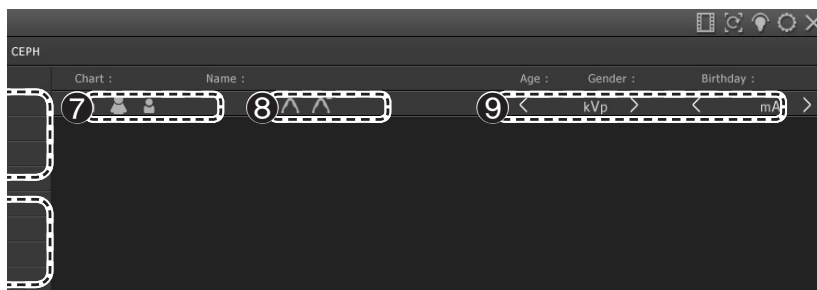 CEPH
Chart : Name : Age : Gender : Birthday :
7 8 9 < kVp > < mA >